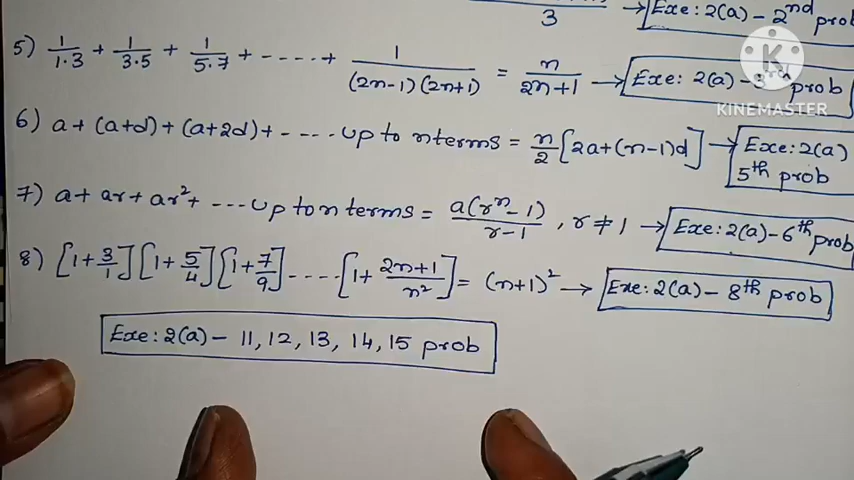 3 → Exe: 2(a) - 2nd prob
5) 1/1.3 + 1/3.5 + 1/5.7 + ----- + 1/(2n-1)(2n+1) = n/2n+1 → Exe: 2(a) - 3rd prob
KINEMASTER
6) a + (a+d) + (a+2d) + ----- up to n terms = n/2 [2a+(n-1)d] → Exe: 2(a) 5th prob
7) a + ar + ar² + --- up to n terms = a(rⁿ-1)/r-1 , r ≠ 1 → Exe: 2(a) - 6th prob
8) [1+3/1] [1+5/4] [1+7/9] ----- [1+ 2n+1/n²] = (n+1)² → Exe: 2(a) - 8th prob
Exe: 2(a) - 11, 12, 13, 14, 15 prob